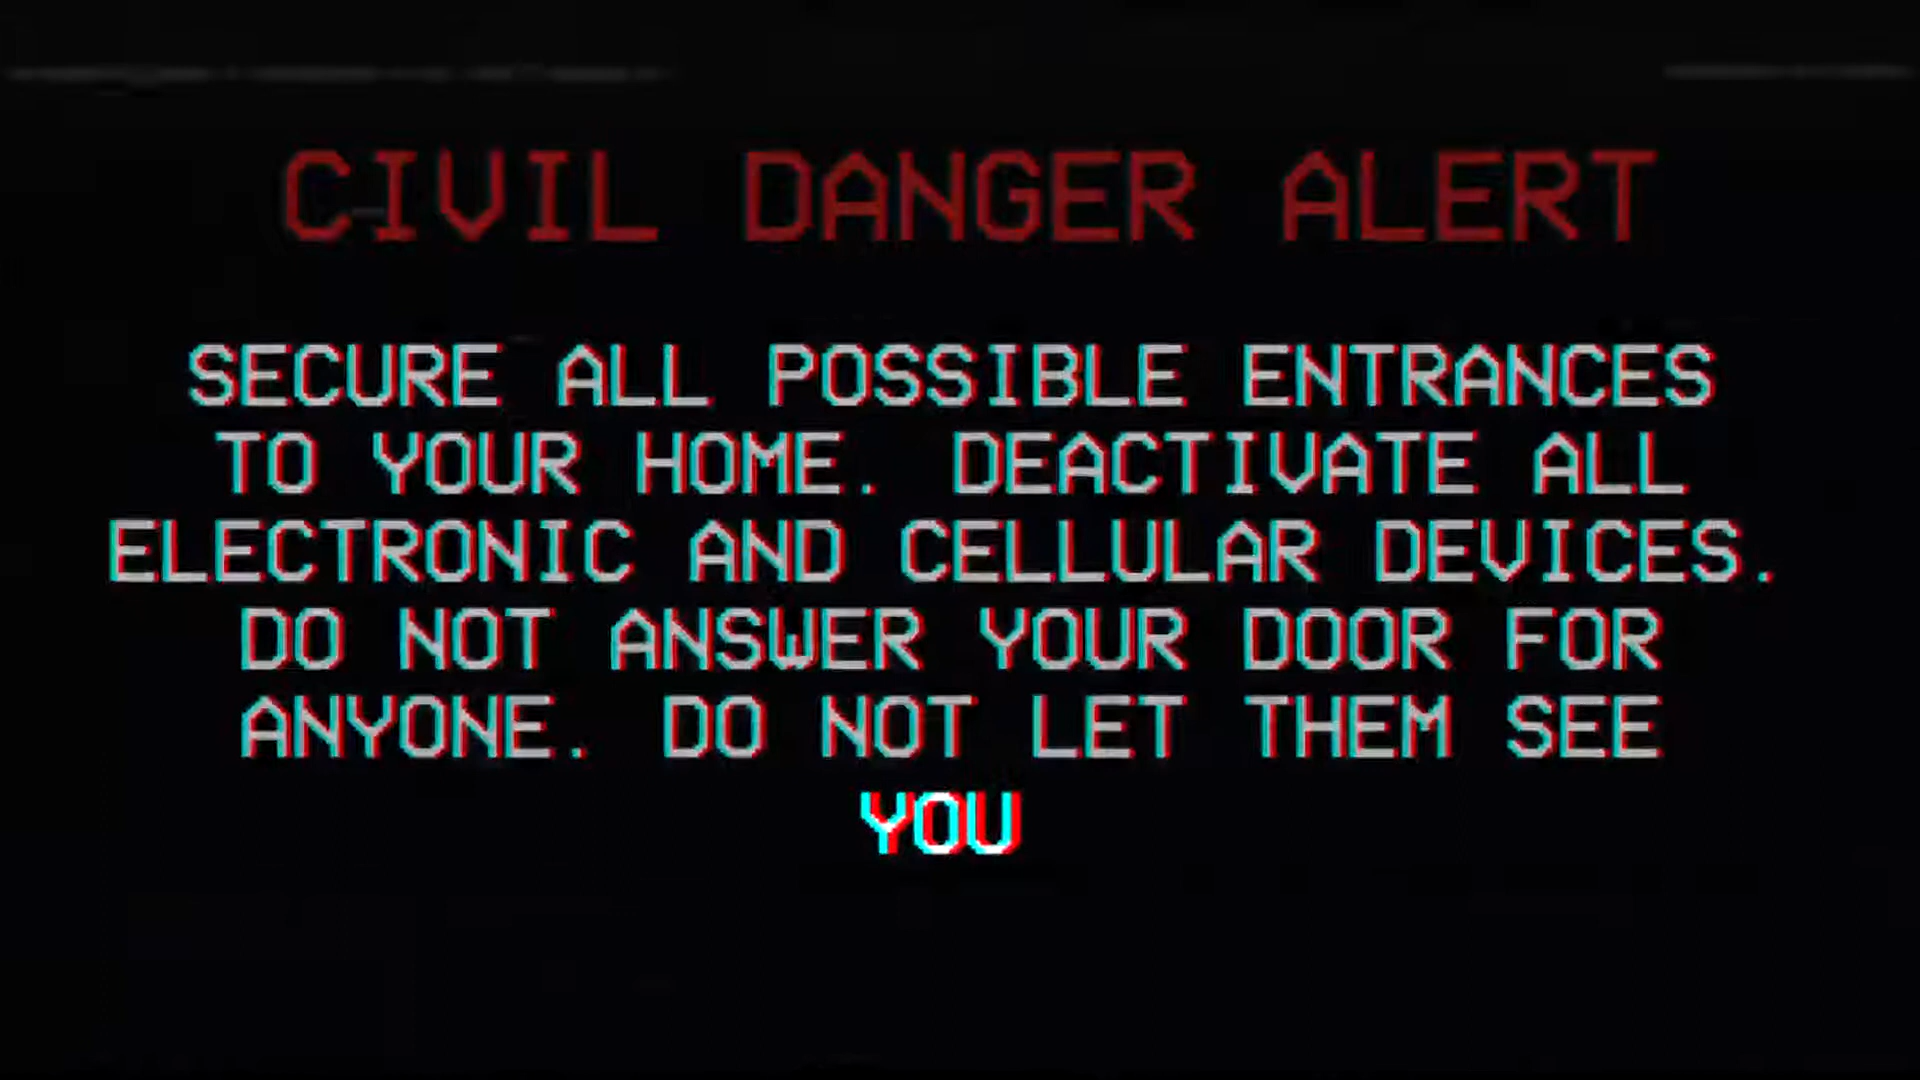 CIVIL DANGER ALERT
SECURE ALL POSSIBLE ENTRANCES
TO YOUR HOME. DEACTIVATE ALL
ELECTRONIC AND CELLULAR DEVICES.
DO NOT ANSWER YOUR DOOR FOR
ANYONE. DO NOT LET THEM SEE
YOU